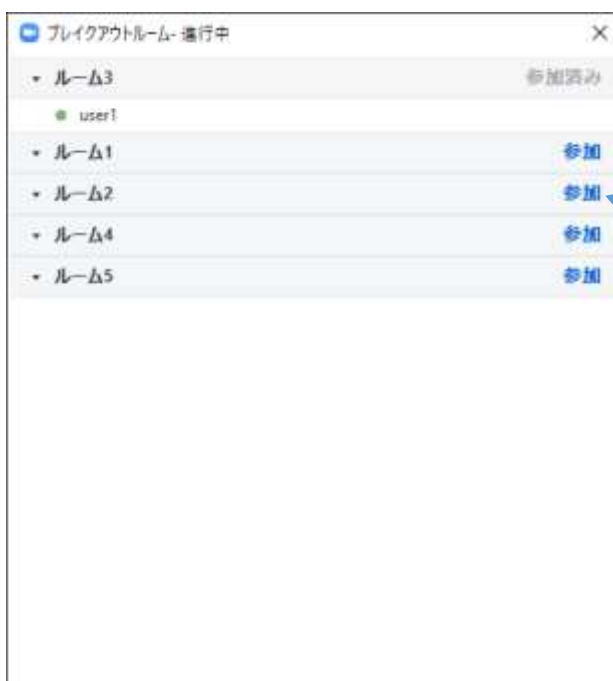 ブレイクアウトルーム- 進行中
ルーム3 参加済み
user1
ルーム1 参加
ルーム2 参加
ルーム4 参加
ルーム5 参加